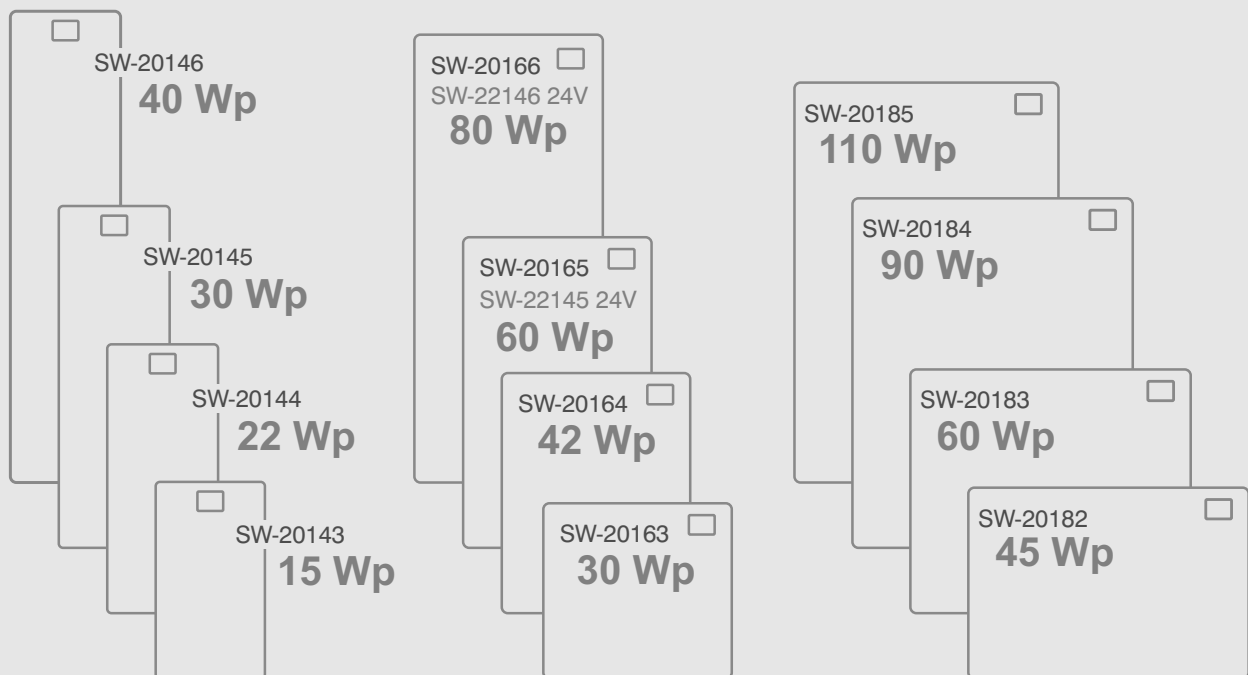 SW-20146
40 Wp
SW-20145
30 Wp
SW-20144
22 Wp
SW-20143
15 Wp
SW-20166
SW-22146 24V
80 Wp
SW-20165
SW-22145 24V
60 Wp
SW-20164
42 Wp
SW-20163
30 Wp
SW-20185
110 Wp
SW-20184
90 Wp
SW-20183
60 Wp
SW-20182
45 Wp